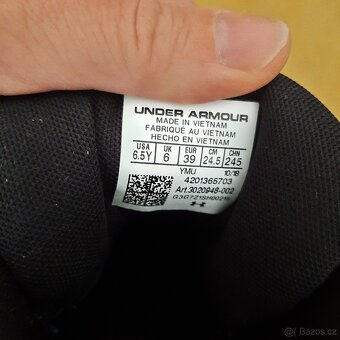 UNDER ARMOUR
MADE IN VIETNAM
FABRIQUÉ AU VIETNAM
HECHO EN VIETNAM
USA UK EUR CM CHN
6.5Y 6 39 24.5 245
YMU 10/18
4201365703
Art.3020948-002
© Bazos.cz